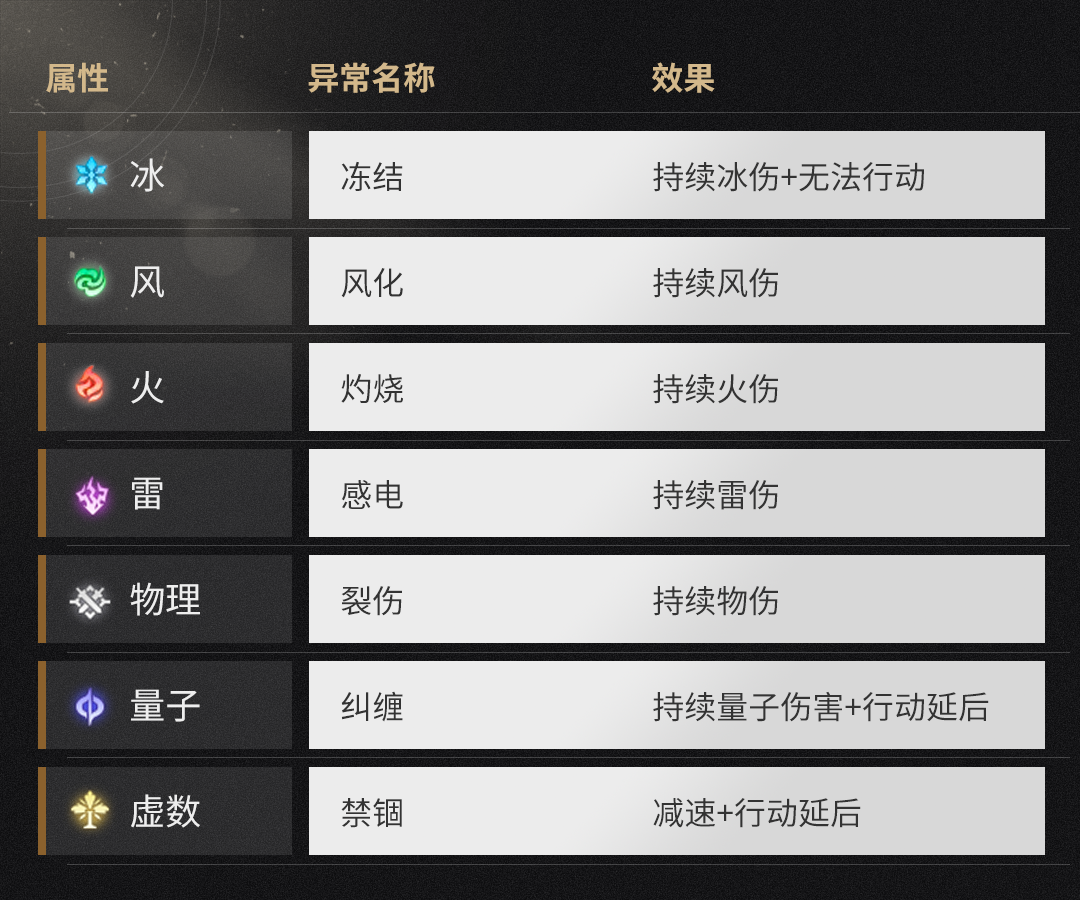 属性 异常名称 效果
冰 冻结 持续冰伤+无法行动
风 风化 持续风伤
火 灼烧 持续火伤
雷 感电 持续雷伤
物理 裂伤 持续物伤
量子 纠缠 持续量子伤害+行动延后
虚数 禁锢 减速+行动延后